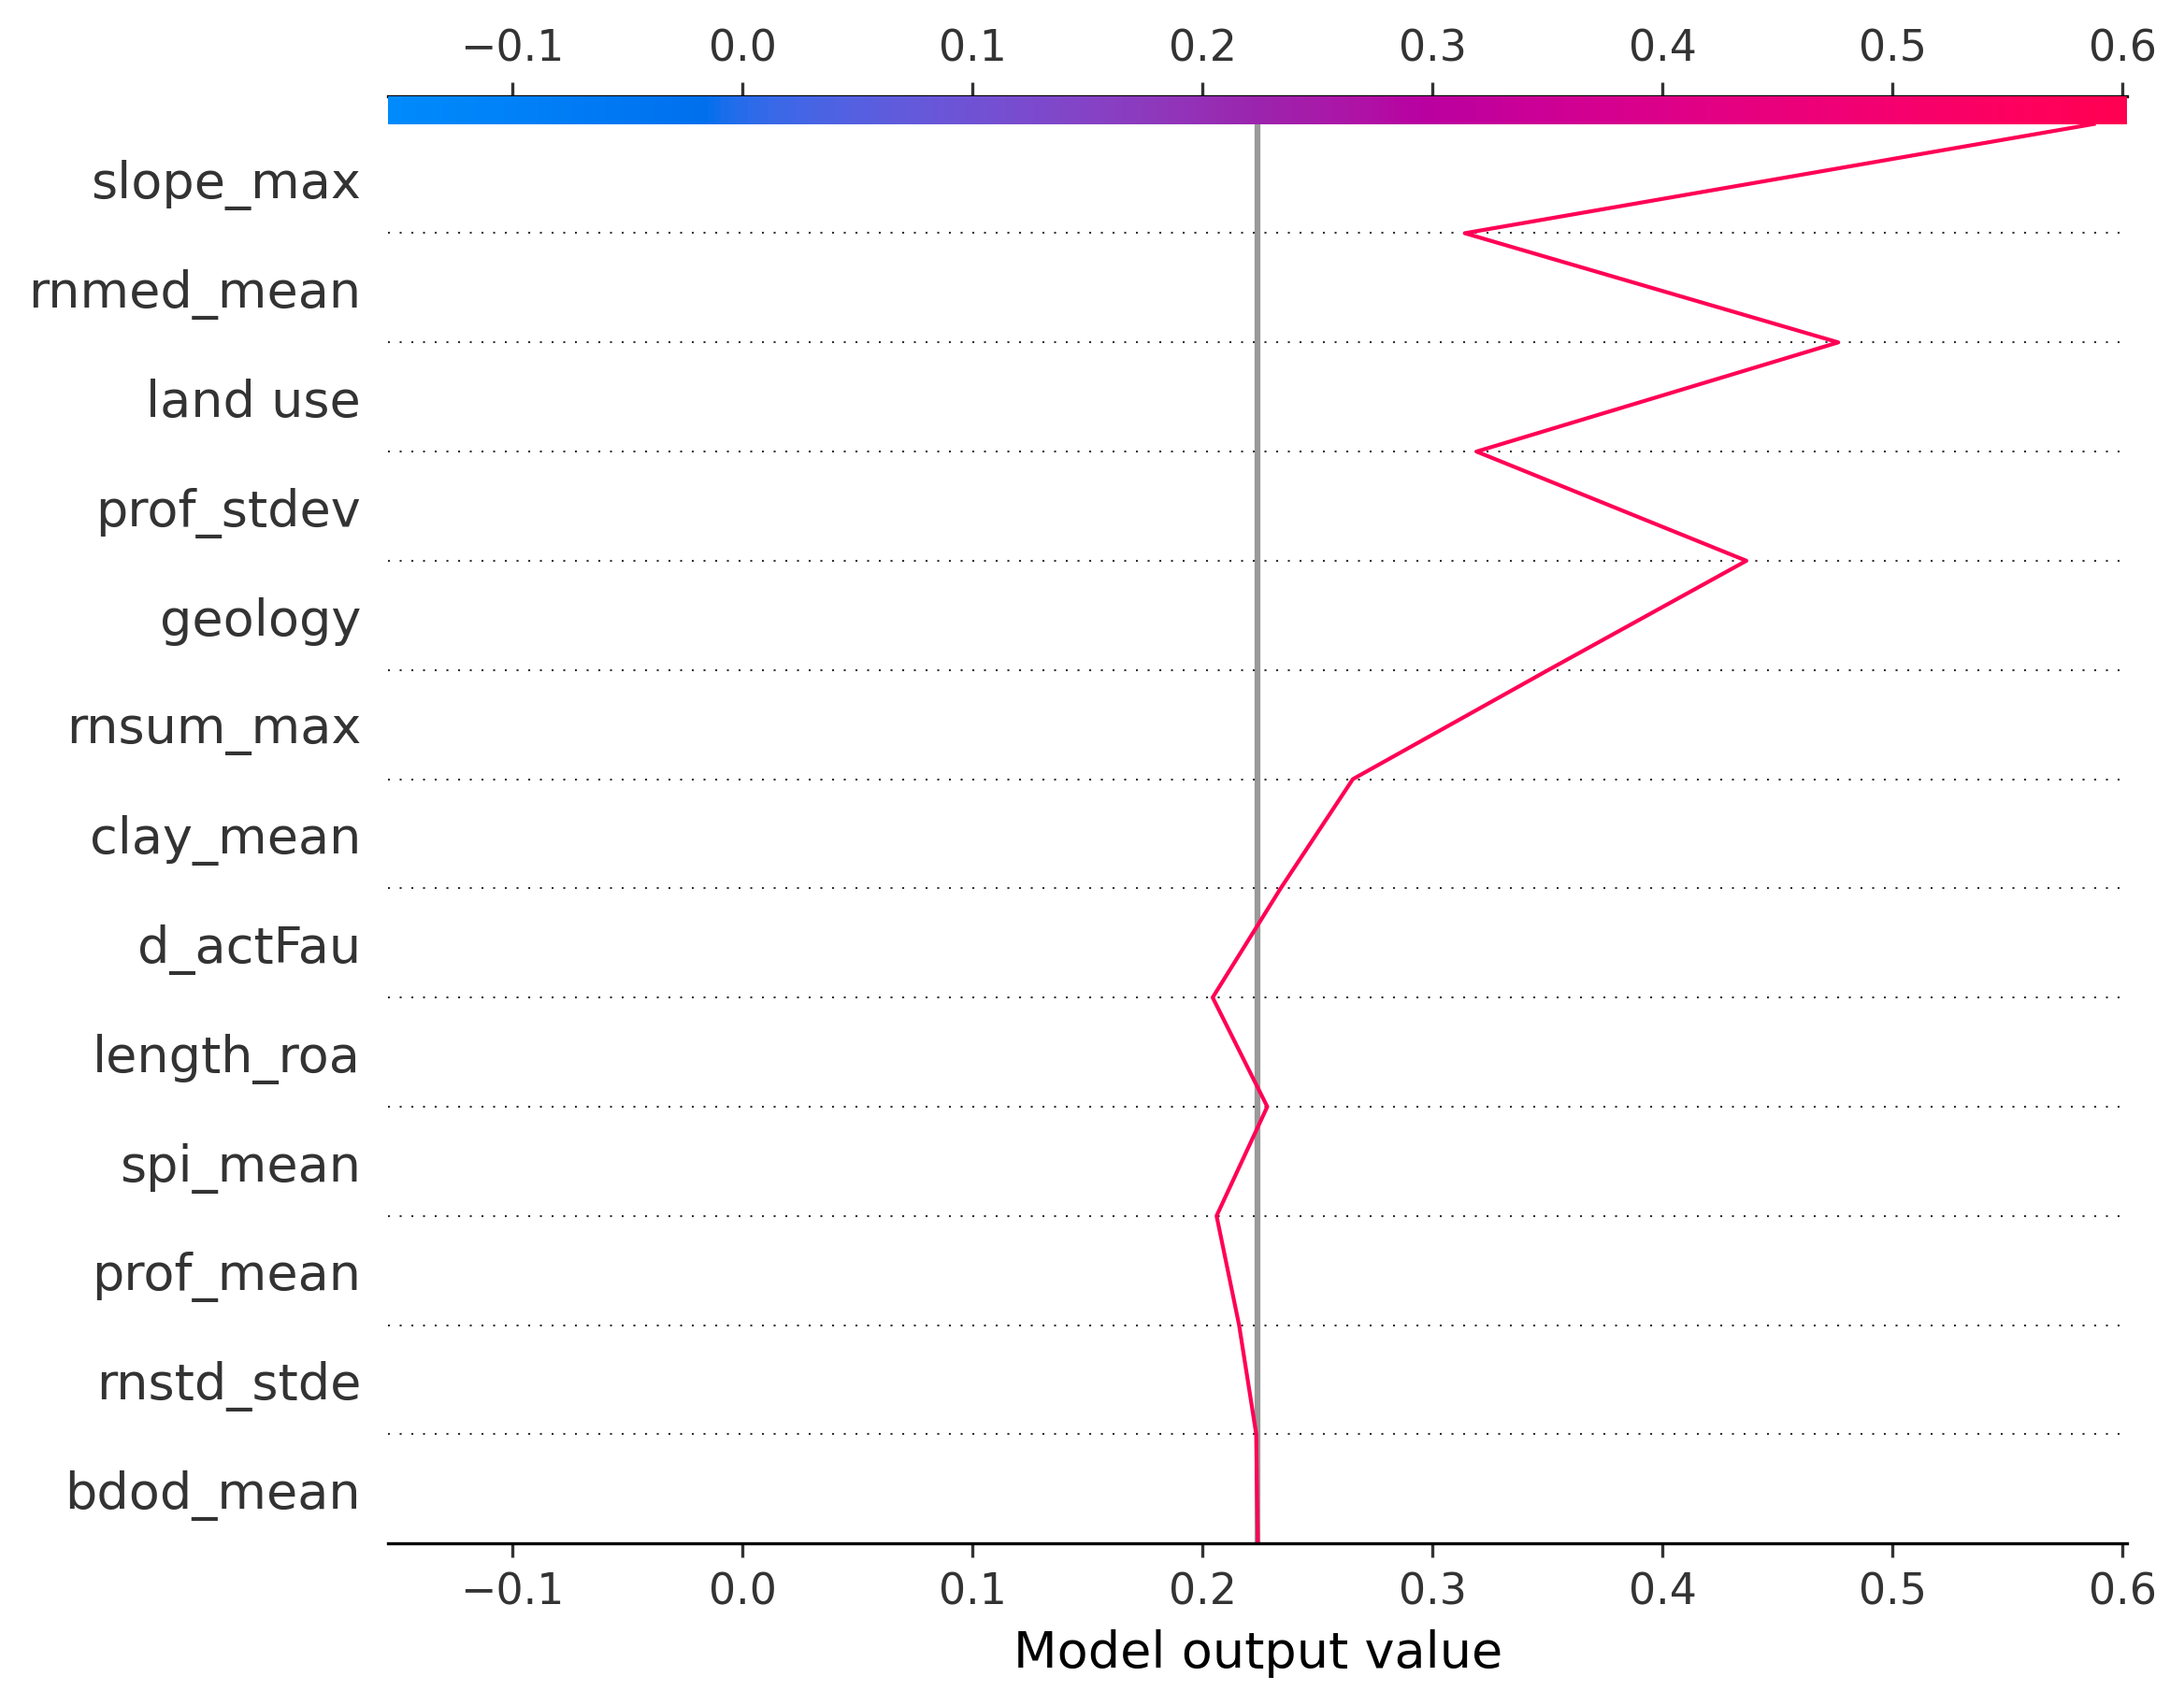 −0.1 0.0 0.1 0.2 0.3 0.4 0.5 0.6
slope_max
rnmed_mean
land use
prof_stdev
geology
rnsum_max
clay_mean
d_actFau
length_roa
spi_mean
prof_mean
rnstd_stde
bdod_mean
−0.1 0.0 0.1 0.2 0.3 0.4 0.5 0.6
Model output value